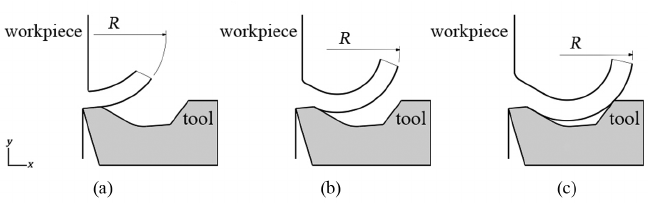 workpiece R tool
workpiece R tool
workpiece R tool
y
x
(a) (b) (c)